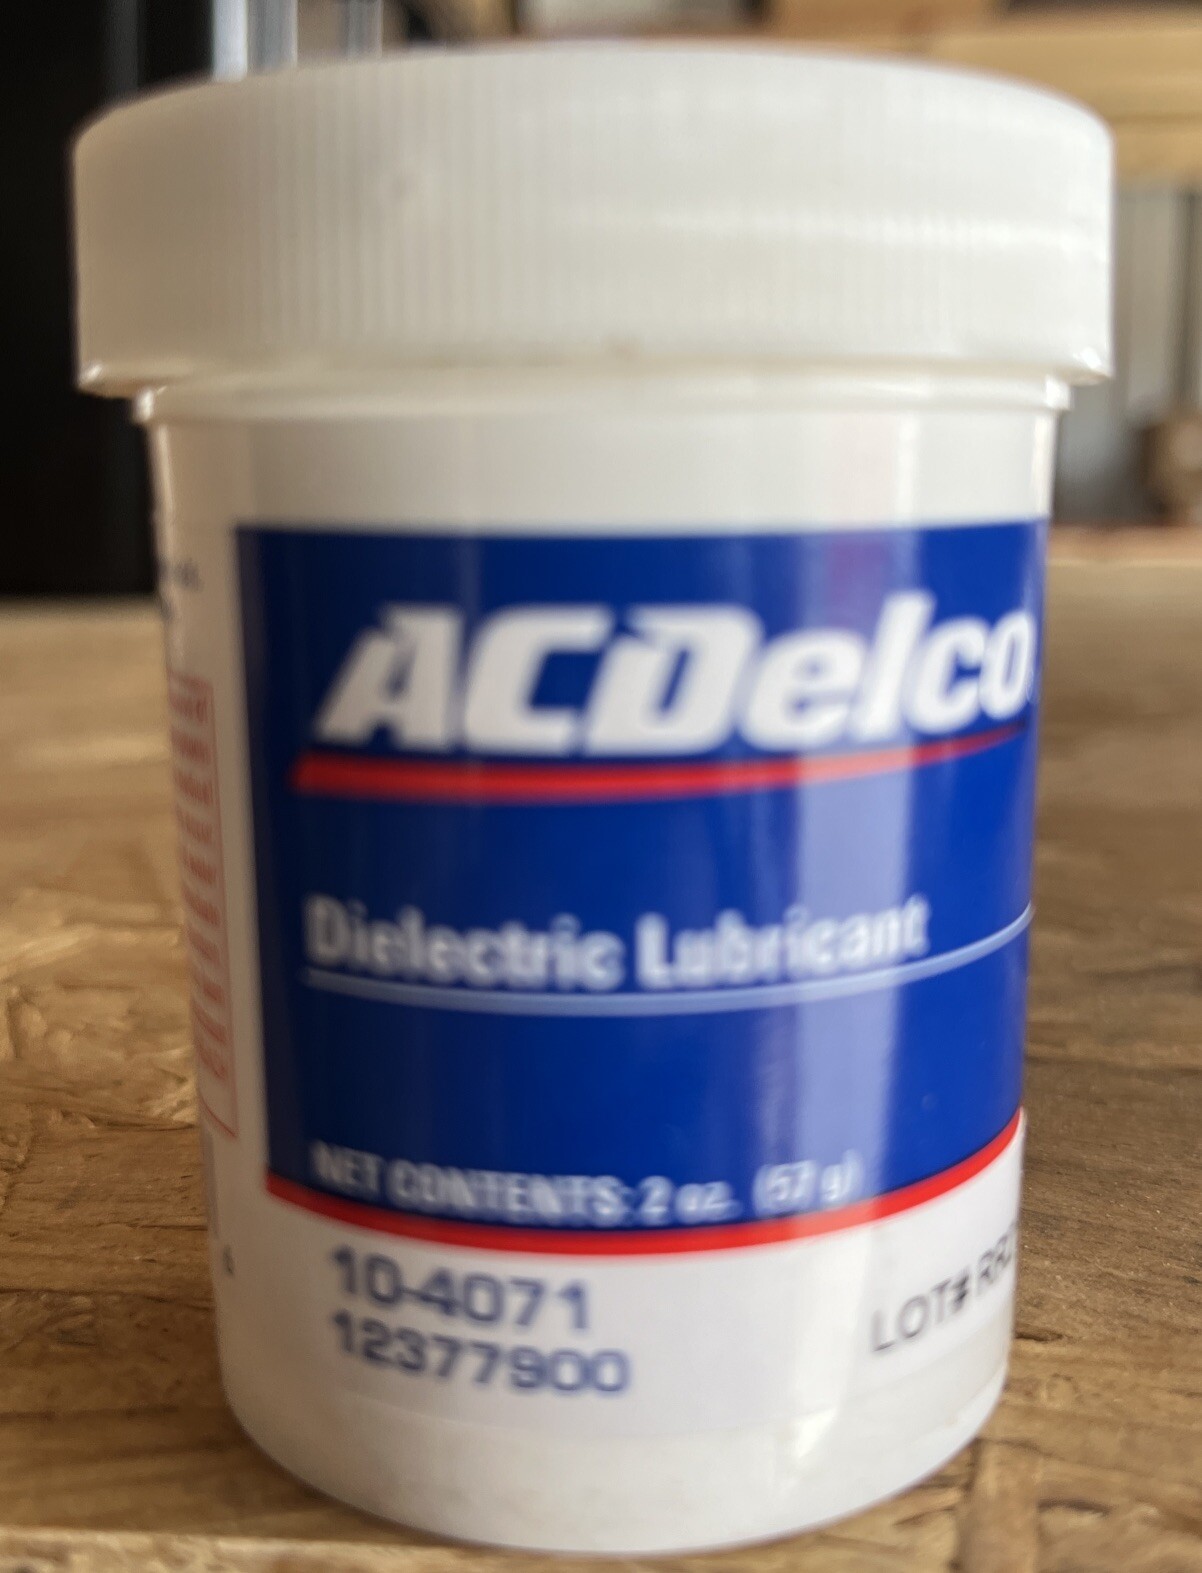 ACDelco
Dielectric Lubricant
NET CONTENTS: 2 oz. (57 g)
10-4071
12377900
LOT#